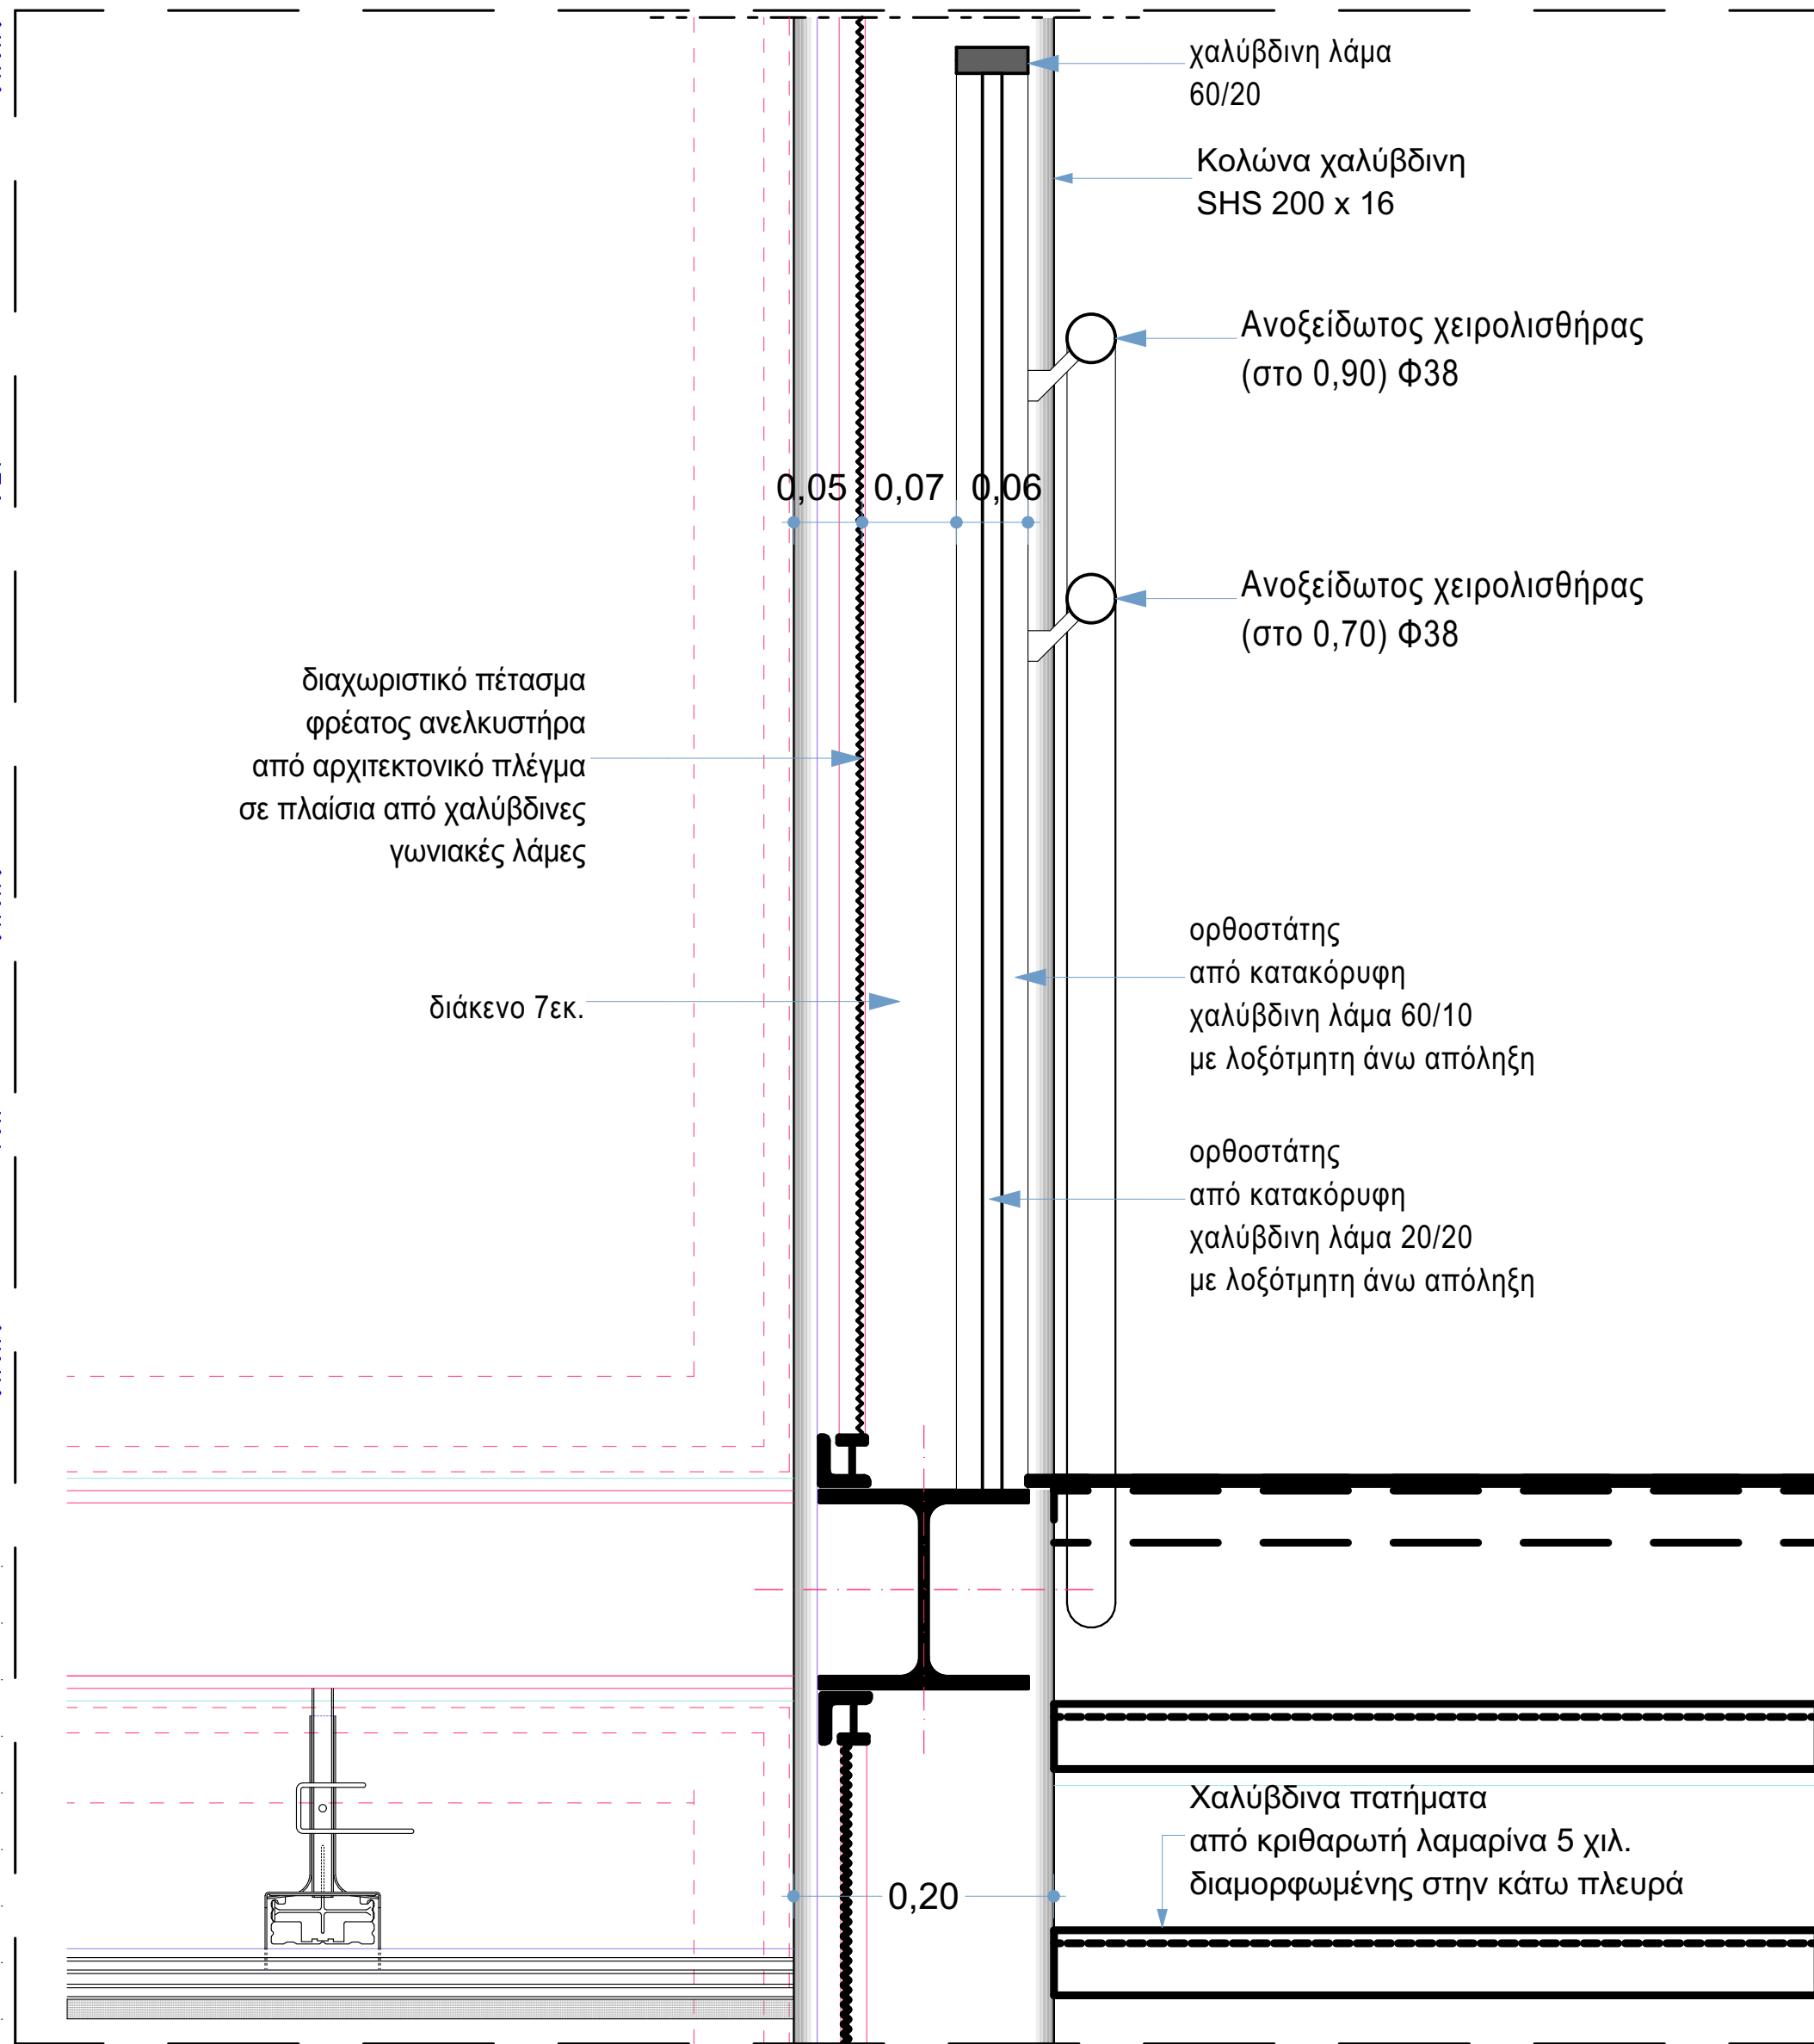 χαλύβδινη λάμα
60/20
Κολώνα χαλύβδινη
SHS 200 x 16
Ανοξείδωτος χειρολισθήρας
(στο 0,90) Φ38
0,05 0,07 0,06
Ανοξείδωτος χειρολισθήρας
(στο 0,70) Φ38
διαχωριστικό πέτασμα
φρέατος ανελκυστήρα
από αρχιτεκτονικό πλέγμα
σε πλαίσια από χαλύβδινες
γωνιακές λάμες
διάκενο 7εκ.
ορθοστάτης
από κατακόρυφη
χαλύβδινη λάμα 60/10
με λοξότμητη άνω απόληξη
ορθοστάτης
από κατακόρυφη
χαλύβδινη λάμα 20/20
με λοξότμητη άνω απόληξη
Χαλύβδινα πατήματα
από κριθαρωτή λαμαρίνα 5 χιλ.
διαμορφωμένης στην κάτω πλευρά
0,20